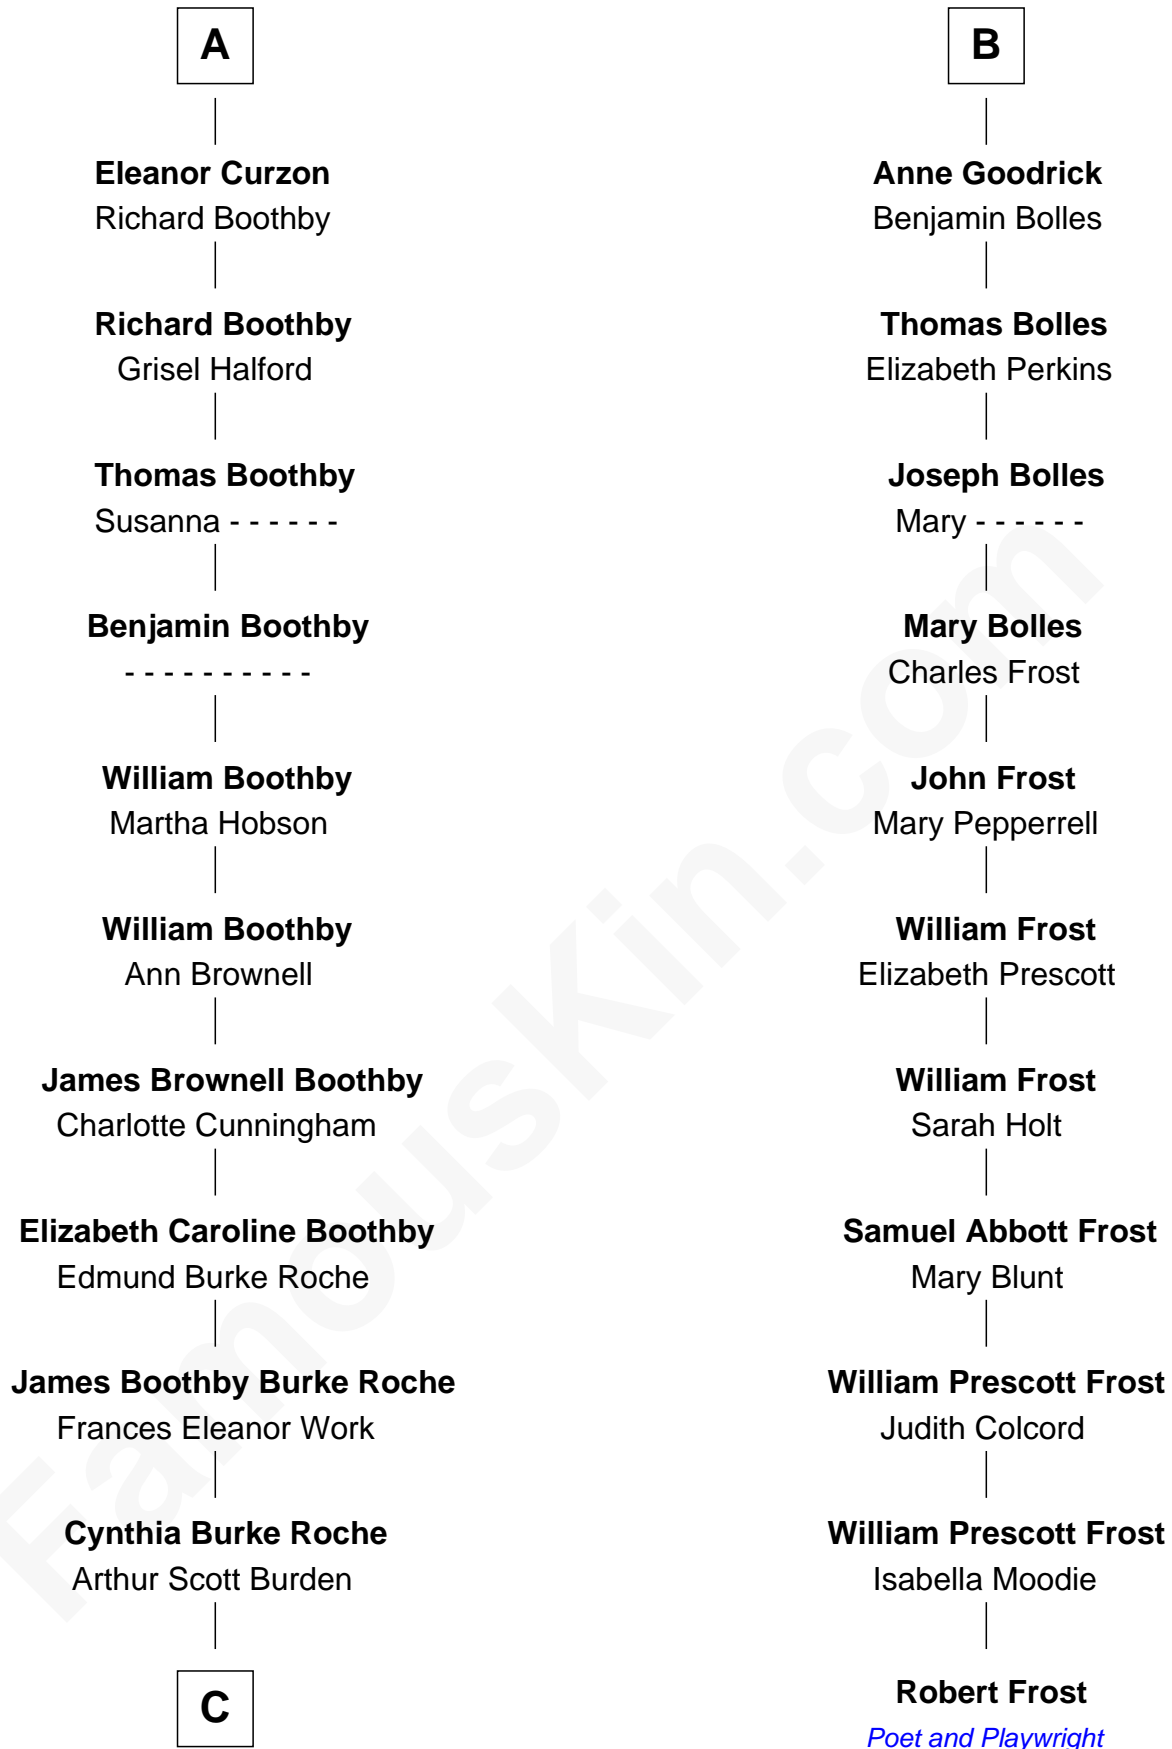 A
Eleanor Curzon
Richard Boothby
Richard Boothby
Grisel Halford
Thomas Boothby
Susanna - - - - - -
Benjamin Boothby
- - - - - - - - - -
William Boothby
Martha Hobson
William Boothby
Ann Brownell
James Brownell Boothby
Charlotte Cunningham
Elizabeth Caroline Boothby
Edmund Burke Roche
James Boothby Burke Roche
Frances Eleanor Work
Cynthia Burke Roche
Arthur Scott Burden
C
B
Anne Goodrick
Benjamin Bolles
Thomas Bolles
Elizabeth Perkins
Joseph Bolles
Mary - - - - - -
Mary Bolles
Charles Frost
John Frost
Mary Pepperrell
William Frost
Elizabeth Prescott
William Frost
Sarah Holt
Samuel Abbott Frost
Mary Blunt
William Prescott Frost
Judith Colcord
William Prescott Frost
Isabella Moodie
Robert Frost
Poet and Playwright
FamousKin.com